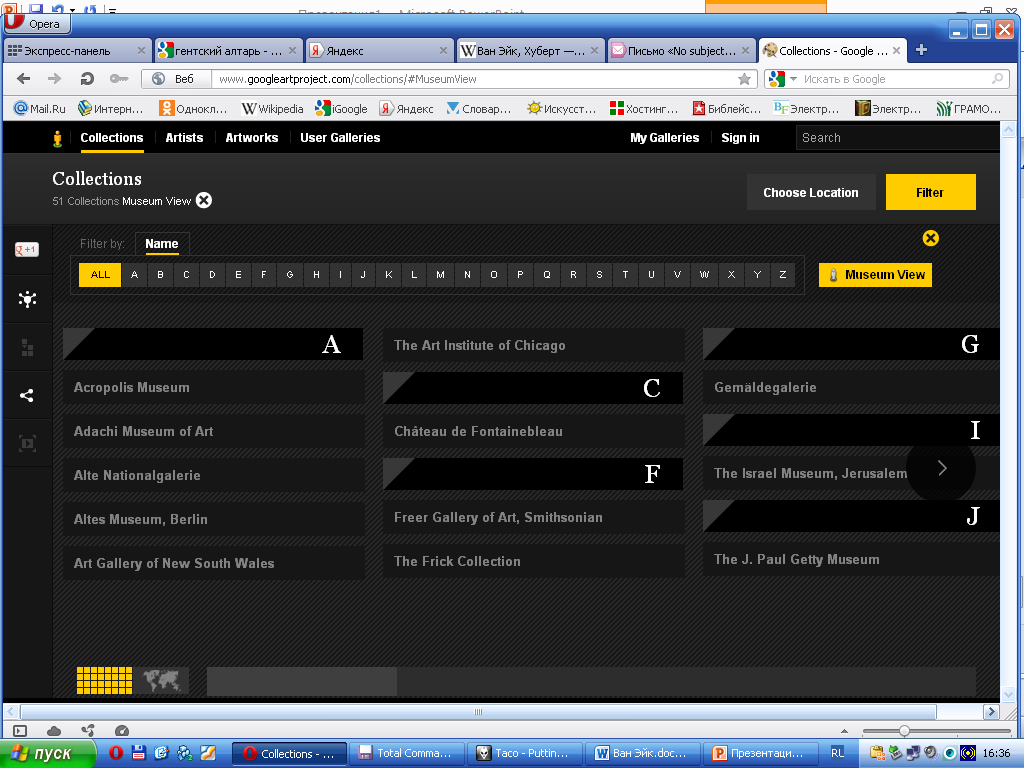 Презентация1 - Microsoft PowerPoint
Opera
Экспресс-панель
гентский алтарь - ...
Яндекс
Ван Эйк, Хуберт —...
Письмо «No subject...
Collections - Google ...
Веб
www.googleartproject.com/collections/#MuseumView
Искать в Google
Mail.Ru
Интерн...
Однокл...
Wikipedia
iGoogle
Яндекс
Словар...
Искусст...
Хостинг...
Библейс...
Электр...
Электр...
ГРАМО...
Collections
Artists
Artworks
User Galleries
My Galleries
Sign in
Search
Collections
51 Collections Museum View
Choose Location
Filter
+1
Filter by:
Name
ALL A B C D E F G H I J K L M N O P Q R S T U V W X Y Z
Museum View
A
Acropolis Museum
Adachi Museum of Art
Alte Nationalgalerie
Altes Museum, Berlin
Art Gallery of New South Wales
The Art Institute of Chicago
C
Château de Fontainebleau
F
Freer Gallery of Art, Smithsonian
The Frick Collection
G
Gemäldegalerie
I
The Israel Museum, Jerusalem
J
The J. Paul Getty Museum
пуск
Collections - ...
Total Comma...
Taco - Puttin...
Ван Эйк.doc...
Презентаци...
RL
16:36